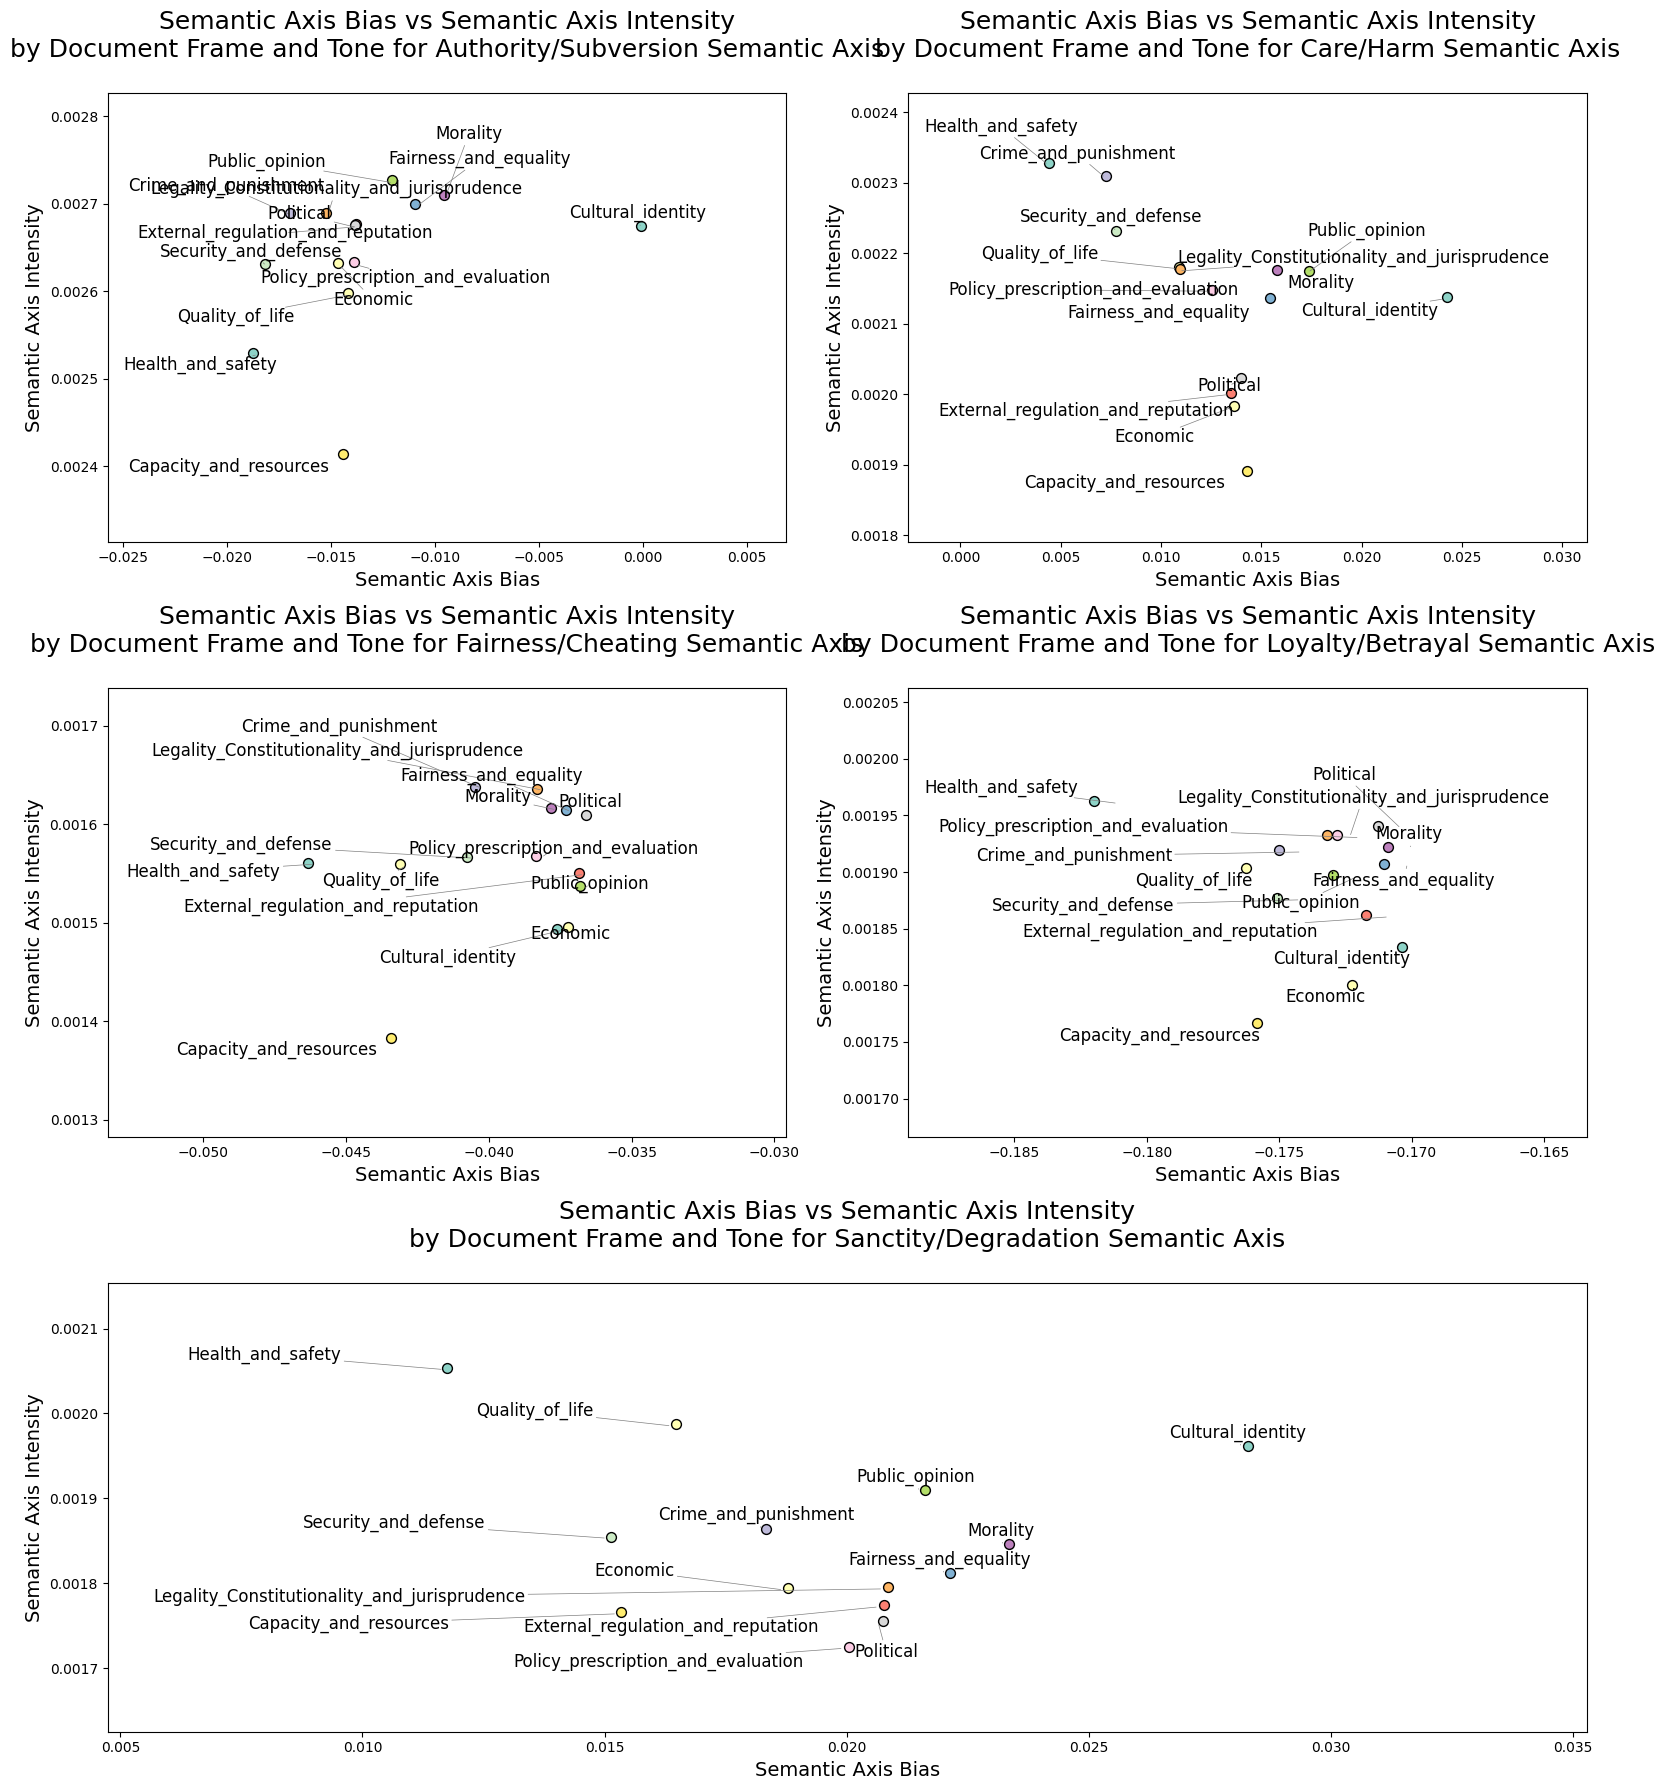 Semantic Axis Bias vs Semantic Axis Intensity
by Document Frame and Tone for Authority/Subversion Semantic Axis
Semantic Axis Intensity
0.0028
0.0027
0.0026
0.0025
0.0024
Morality
Fairness_and_equality
Public_opinion
Crime_and_punishment
Legality_Constitutionality_and_jurisprudence
Political
Cultural_identity
External_regulation_and_reputation
Security_and_defense
Policy_prescription_and_evaluation
Economic
Quality_of_life
Health_and_safety
Capacity_and_resources
−0.025 −0.020 −0.015 −0.010 −0.005 0.000 0.005
Semantic Axis Bias
Semantic Axis Bias vs Semantic Axis Intensity
by Document Frame and Tone for Care/Harm Semantic Axis
Semantic Axis Intensity
0.0024
0.0023
0.0022
0.0021
0.0020
0.0019
0.0018
Health_and_safety
Crime_and_punishment
Security_and_defense
Public_opinion
Quality_of_life
Legality_Constitutionality_and_jurisprudence
Morality
Policy_prescription_and_evaluation
Fairness_and_equality
Cultural_identity
Political
External_regulation_and_reputation
Economic
Capacity_and_resources
0.000 0.005 0.010 0.015 0.020 0.025 0.030
Semantic Axis Bias
Semantic Axis Bias vs Semantic Axis Intensity
by Document Frame and Tone for Fairness/Cheating Semantic Axis
Semantic Axis Intensity
0.0017
0.0016
0.0015
0.0014
0.0013
Crime_and_punishment
Legality_Constitutionality_and_jurisprudence
Fairness_and_equality
Morality
Political
Security_and_defense
Policy_prescription_and_evaluation
Health_and_safety
Quality_of_life
Public_opinion
External_regulation_and_reputation
Economic
Cultural_identity
Capacity_and_resources
−0.050 −0.045 −0.040 −0.035 −0.030
Semantic Axis Bias
Semantic Axis Bias vs Semantic Axis Intensity
by Document Frame and Tone for Loyalty/Betrayal Semantic Axis
Semantic Axis Intensity
0.00205
0.00200
0.00195
0.00190
0.00185
0.00180
0.00175
0.00170
Political
Health_and_safety
Legality_Constitutionality_and_jurisprudence
Policy_prescription_and_evaluation
Morality
Crime_and_punishment
Quality_of_life
Fairness_and_equality
Security_and_defense
Public_opinion
External_regulation_and_reputation
Cultural_identity
Economic
Capacity_and_resources
−0.185 −0.180 −0.175 −0.170 −0.165
Semantic Axis Bias
Semantic Axis Bias vs Semantic Axis Intensity
by Document Frame and Tone for Sanctity/Degradation Semantic Axis
Semantic Axis Intensity
0.0021
0.0020
0.0019
0.0018
0.0017
Health_and_safety
Quality_of_life
Cultural_identity
Public_opinion
Crime_and_punishment
Security_and_defense
Morality
Fairness_and_equality
Economic
Legality_Constitutionality_and_jurisprudence
Capacity_and_resources
External_regulation_and_reputation
Political
Policy_prescription_and_evaluation
0.005 0.010 0.015 0.020 0.025 0.030 0.035
Semantic Axis Bias